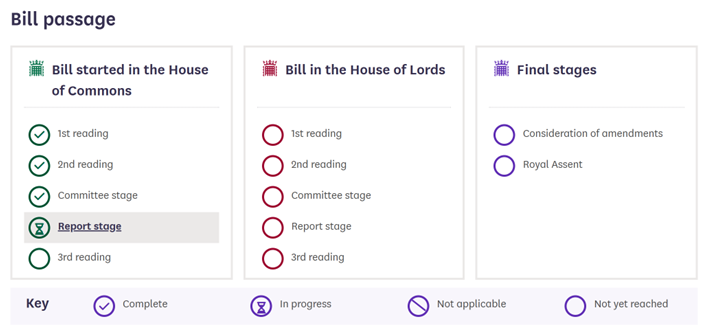 Bill passage
Bill started in the House
of Commons
1st reading
2nd reading
Committee stage
Report stage
3rd reading
Bill in the House of Lords
1st reading
2nd reading
Committee stage
Report stage
3rd reading
Final stages
Consideration of amendments
Royal Assent
Key
Complete
In progress
Not applicable
Not yet reached